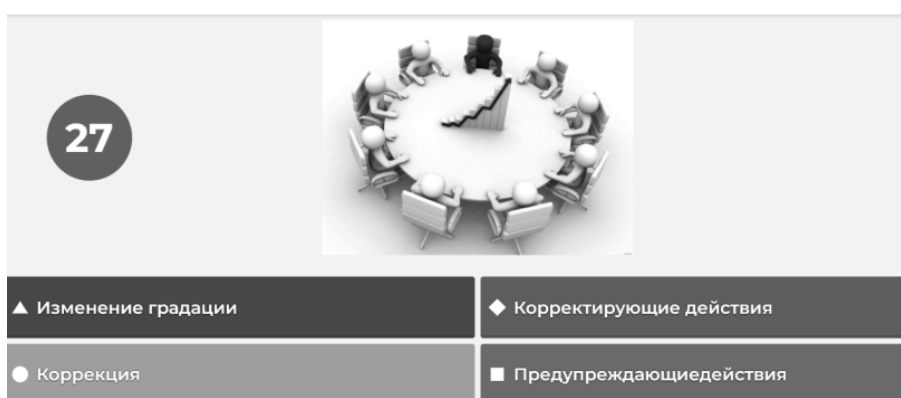 27
Изменение градации
Корректирующие действия
Коррекция
Предупреждающиедействия